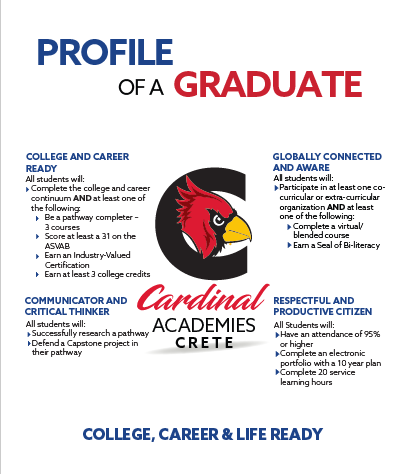 PROFILE
OF A GRADUATE
COLLEGE AND CAREER
READY
All students will:
Complete the college and career
continuum AND at least one of
the following:
Be a pathway completer –
3 courses
Score at least a 31 on the
ASVAB
Earn an Industry-Valued
Certification
Earn at least 3 college credits
GLOBALLY CONNECTED
AND AWARE
All students will:
Participate in at least one co-
curricular or extra-curricular
organization AND at least
one of the following:
Complete a virtual/
blended course
Earn a Seal of Bi-literacy
Cardinal
ACADEMIES
CRETE
COMMUNICATOR AND
CRITICAL THINKER
All students will:
Successfully research a pathway
Defend a Capstone project in
their pathway
RESPECTFUL AND
PRODUCTIVE CITIZEN
All Students will:
Have an attendance of 95%
or higher
Complete an electronic
portfolio with a 10 year plan
Complete 20 service
learning hours
COLLEGE, CAREER & LIFE READY